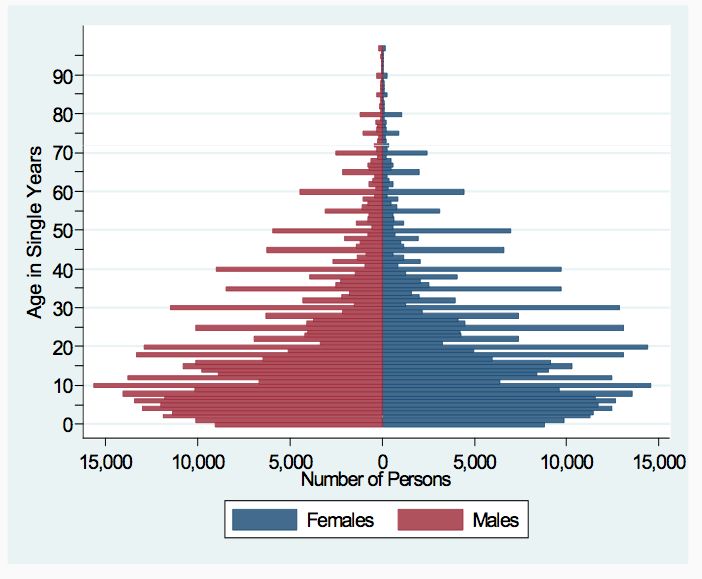 Age in Single Years
90
80
70
60
50
40
30
20
10
0
15,000 10,000 5,000 0 5,000 10,000 15,000
Number of Persons
Females Males